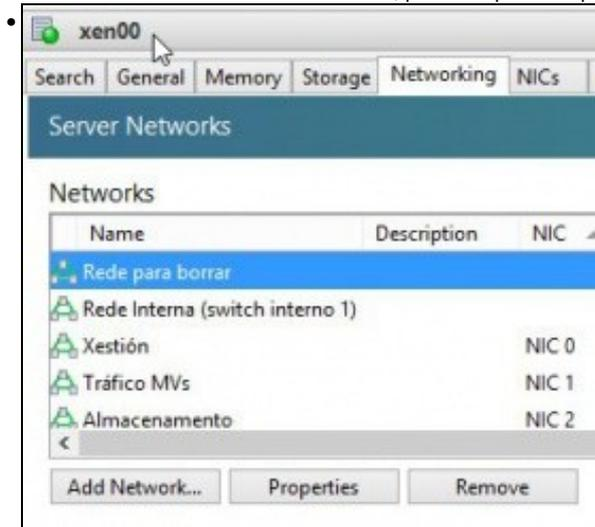 xen00
Search General Memory Storage Networking NICs
Server Networks
Networks
Name Description NIC
Rede para borrar
Rede Interna (switch interno 1)
Xestión NIC 0
Tráfico MVs NIC 1
Almacenamento NIC 2
Add Network... Properties Remove